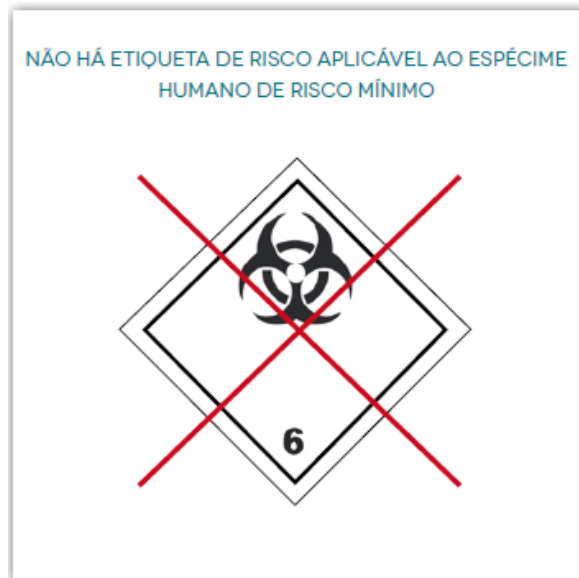 NÃO HÁ ETIQUETA DE RISCO APLICÁVEL AO ESPÉCIME
HUMANO DE RISCO MÍNIMO
6